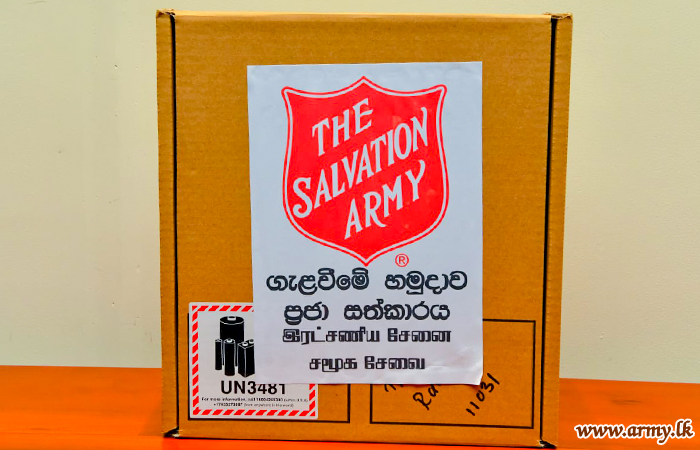 THE
SALVATION
ARMY
®
ගැළවීමේ හමුදාව
ප්‍රජා සත්කාරය
இரட்சணிய சேனை
சமூக சேவை
UN3481
11031
www.army.lk